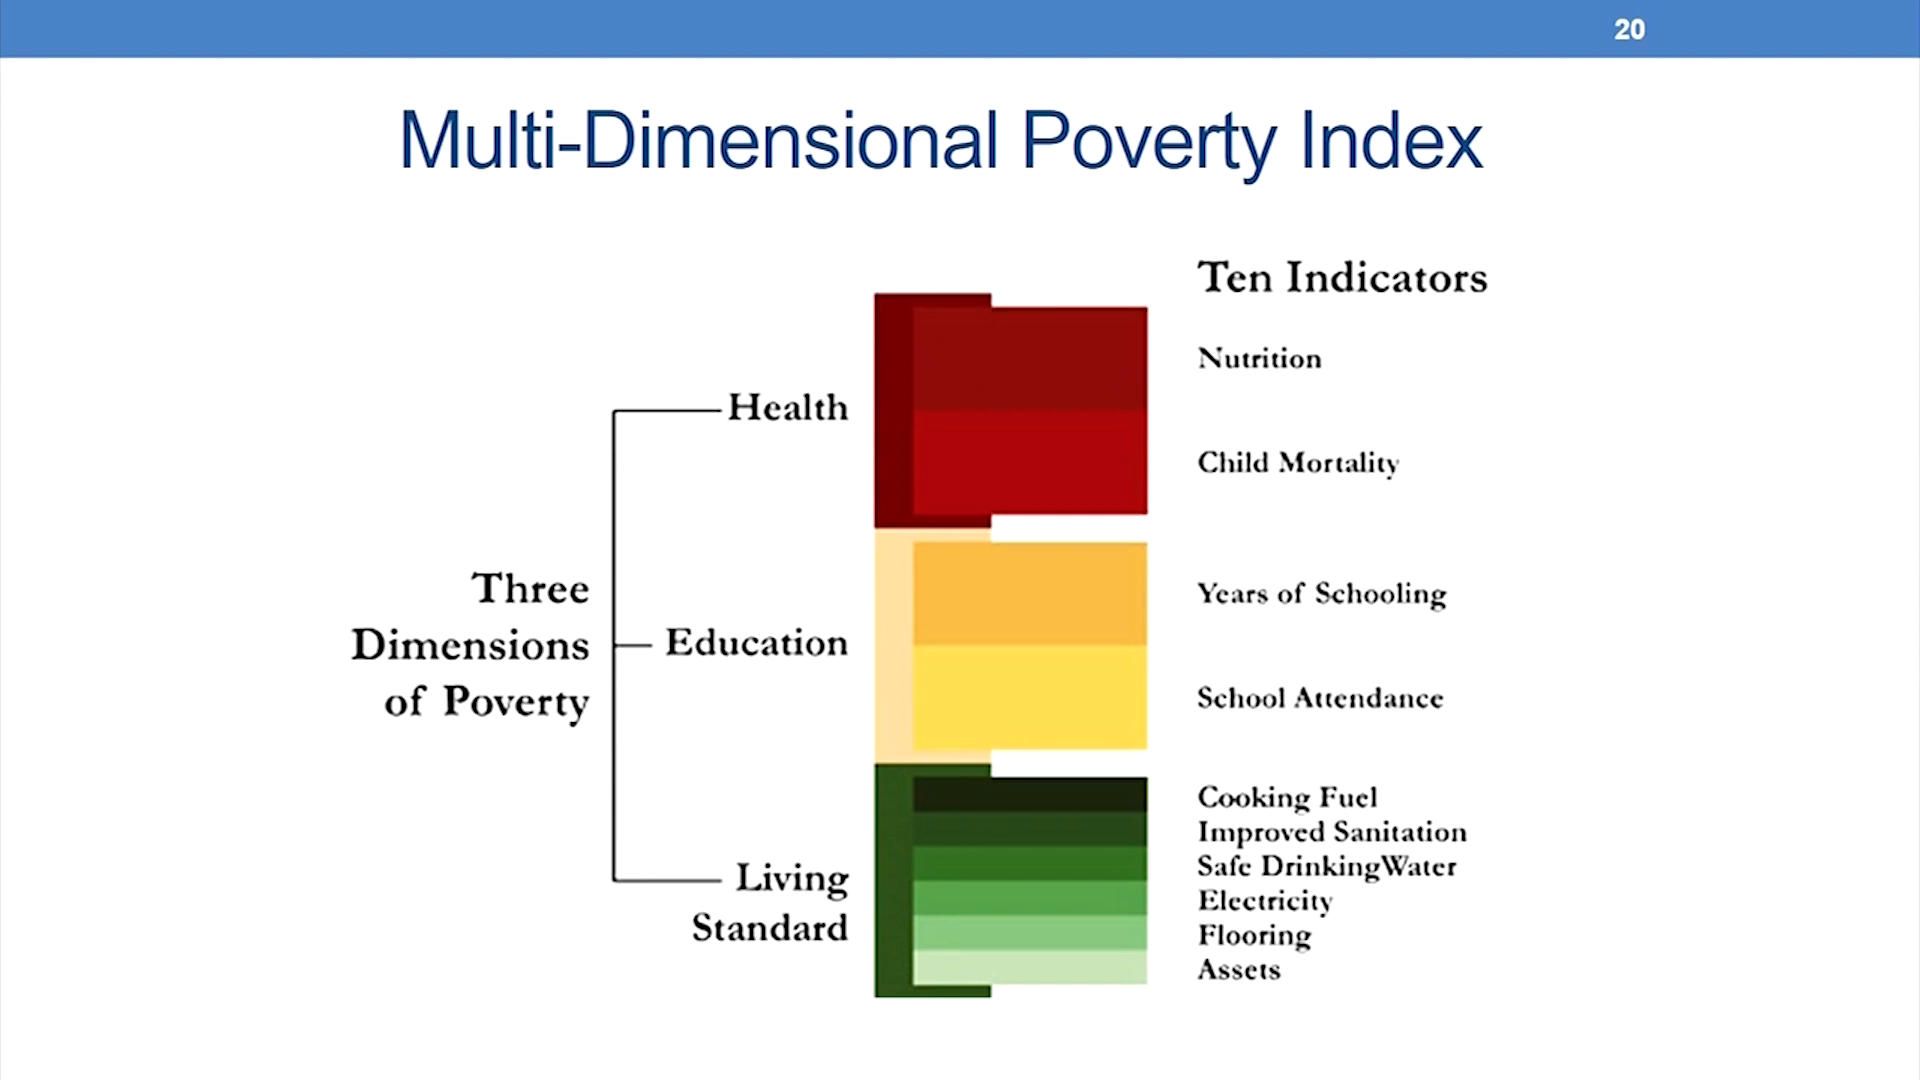 20
Multi-Dimensional Poverty Index
Ten Indicators
Nutrition
Health
Child Mortality
Three
Dimensions
of Poverty
Education
Years of Schooling
School Attendance
Living
Standard
Cooking Fuel
Improved Sanitation
Safe DrinkingWater
Electricity
Flooring
Assets